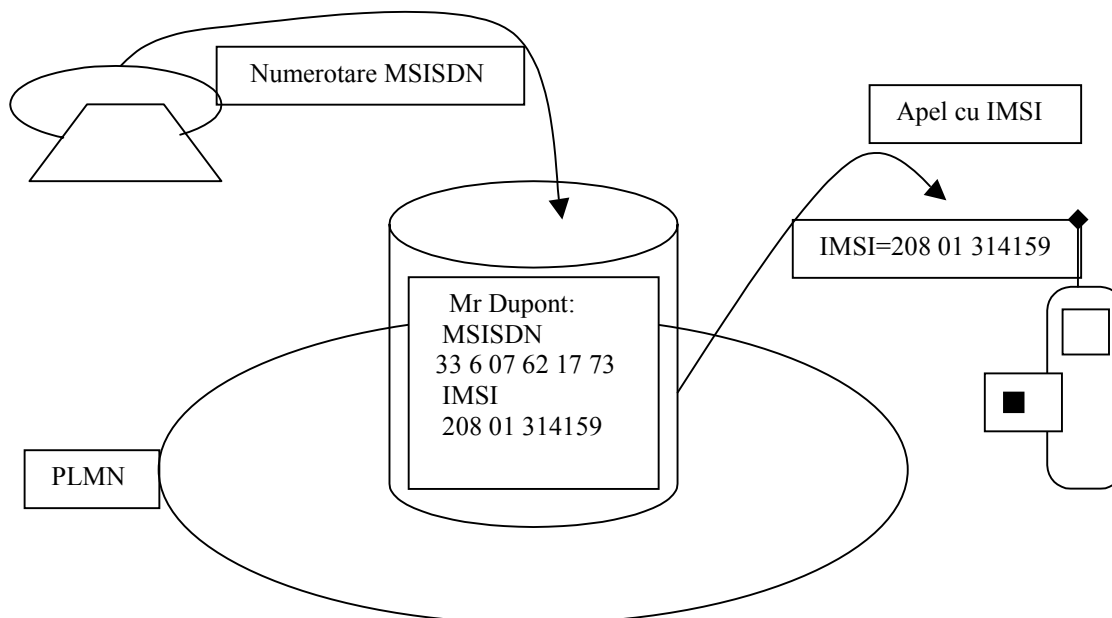 Numerotare MSISDN
Apel cu IMSI
IMSI=208 01 314159
Mr Dupont:
MSISDN
33 6 07 62 17 73
IMSI
208 01 314159
PLMN